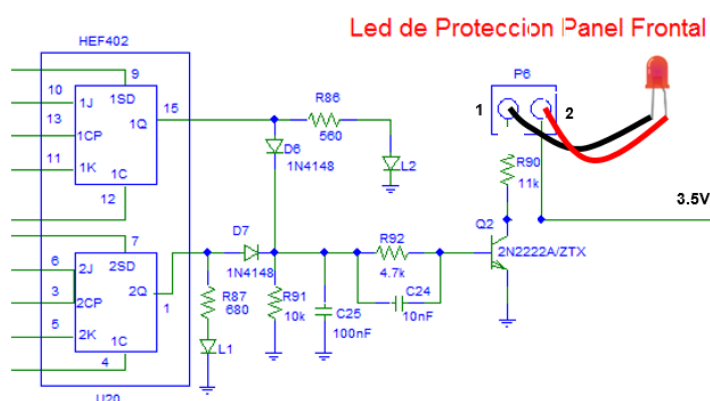 Led de Proteccion Panel Frontal
HEF402
P6
1
2
9
10
1J
1SD
15
1Q
13
1CP
11
1K
1C
12
R86
560
D6
1N4148
L2
R90
11k
3.5V
Q2
2N2222A/ZTX
7
6
2J
2SD
2Q
3
2CP
1
5
2K
1C
4
D7
1N4148
R87
680
L1
R91
10k
C25
100nF
R92
4.7k
C24
10nF
U20